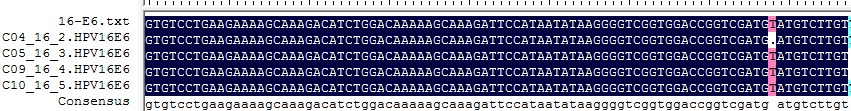 16-E6.txt GTGTCCTGAAGAAAAGCAAAGACATCTGGACAAAAAGCAAAGATTCCATAATATAAGGGGTCGGTGGACCGGTCGATGTATGTCTTGT
C04_16_2.HPV16E6 GTGTCCTGAAGAAAAGCAAAGACATCTGGACAAAAAGCAAAGATTCCATAATATAAGGGGTCGGTGGACCGGTCGATG.ATGTCTTGT
C05_16_3.HPV16E6 GTGTCCTGAAGAAAAGCAAAGACATCTGGACAAAAAGCAAAGATTCCATAATATAAGGGGTCGGTGGACCGGTCGATGTATGTCTTGT
C09_16_4.HPV16E6 GTGTCCTGAAGAAAAGCAAAGACATCTGGACAAAAAGCAAAGATTCCATAATATAAGGGGTCGGTGGACCGGTCGATGTATGTCTTGT
C10_16_5.HPV16E6 GTGTCCTGAAGAAAAGCAAAGACATCTGGACAAAAAGCAAAGATTCCATAATATAAGGGGTCGGTGGACCGGTCGATGTATGTCTTGT
Consensus gtgtcctgaagaaaagcaaagacatctggacaaaaagcaaagattccataatataaggggtcggtggaccggtcgatg atgtcttgt